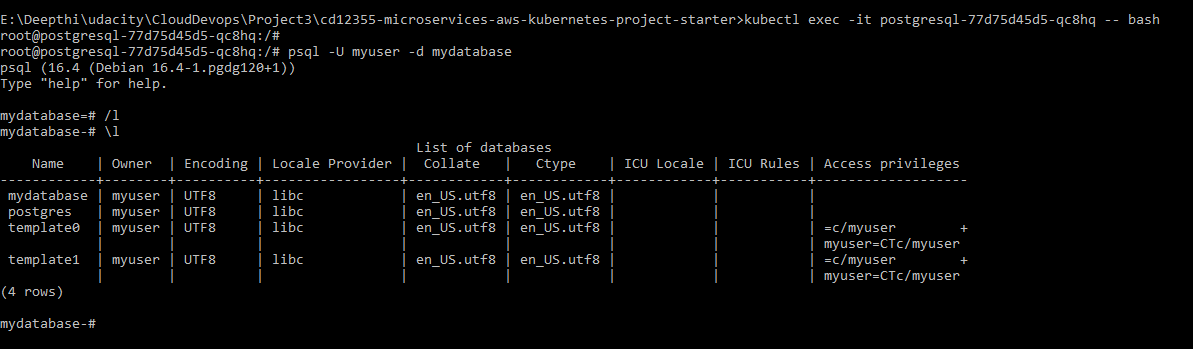 E:\Deepthi\udacity\CloudDevops\Project3\cd12355-microservices-aws-kubernetes-project-starter>kubectl exec -it postgresql-77d75d45d5-qc8hq -- bash
root@postgresql-77d75d45d5-qc8hq:/#
root@postgresql-77d75d45d5-qc8hq:/# psql -U myuser -d mydatabase
psql (16.4 (Debian 16.4-1.pgdg120+1))
Type "help" for help.

mydatabase=# /l
mydatabase-# \l
                                                    List of databases
    Name    | Owner  | Encoding | Locale Provider |  Collate   |   Ctype    | ICU Locale | ICU Rules | Access privileges
------------+--------+----------+-----------------+------------+------------+------------+-----------+-------------------
 mydatabase | myuser | UTF8     | libc            | en_US.utf8 | en_US.utf8 |            |           |
 postgres   | myuser | UTF8     | libc            | en_US.utf8 | en_US.utf8 |            |           |
 template0  | myuser | UTF8     | libc            | en_US.utf8 | en_US.utf8 |            |           | =c/myuser        +
            |        |          |                 |            |            |            |           | myuser=CTc/myuser
 template1  | myuser | UTF8     | libc            | en_US.utf8 | en_US.utf8 |            |           | =c/myuser        +
            |        |          |                 |            |            |            |           | myuser=CTc/myuser
(4 rows)

mydatabase-#